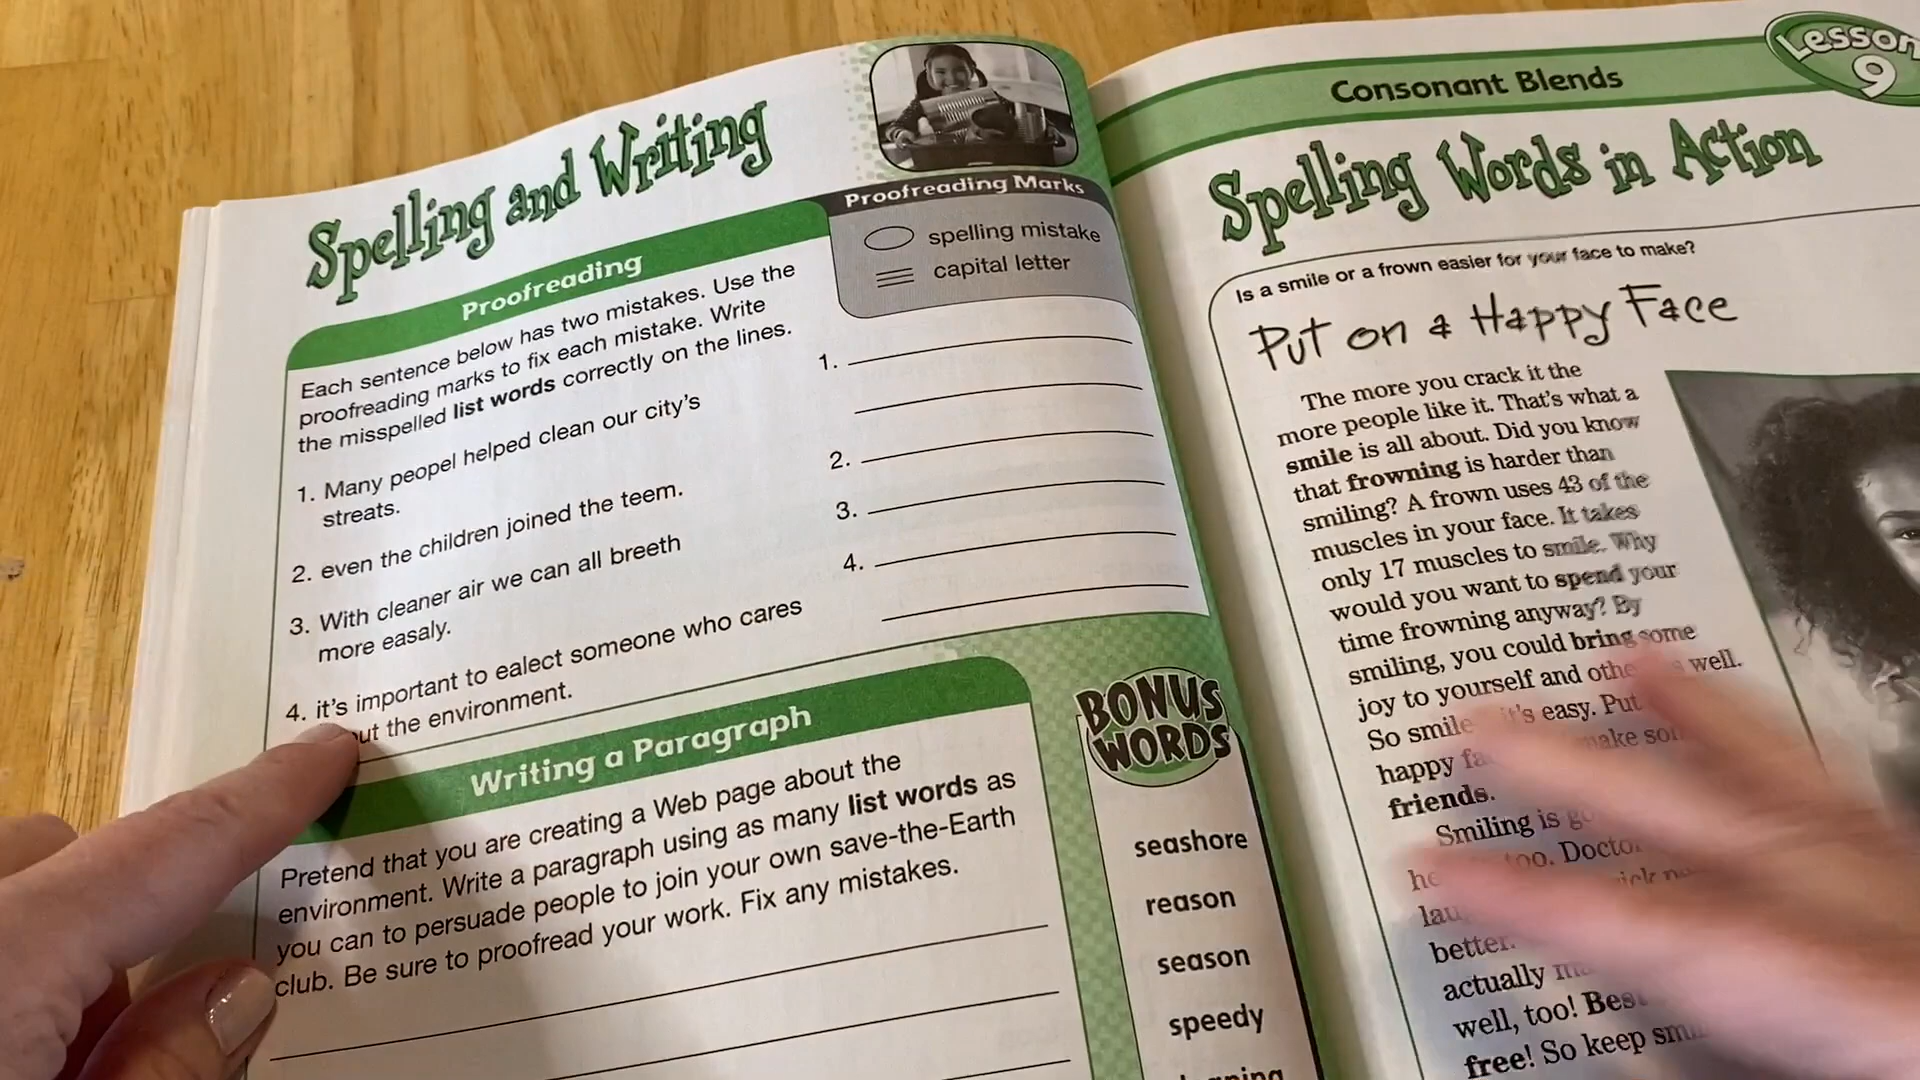 Spelling and Writing
Proofreading
Each sentence below has two mistakes. Use the
proofreading marks to fix each mistake. Write
the misspelled list words correctly on the lines.
Proofreading Marks
spelling mistake
capital letter
1. Many peopel helped clean our city's
streats.
2. even the children joined the teem.
3. With cleaner air we can all breeth
more easaly.
4. it's important to ealect someone who cares
the environment.
1.
2.
3.
4.
Writing a Paragraph
Pretend that you are creating a Web page about the
environment. Write a paragraph using as many list words as
you can to persuade people to join your own save-the-Earth
club. Be sure to proofread your work. Fix any mistakes.
BONUS
WORDS
seashore
reason
season
speedy
Consonant Blends
Lesson
9
Spelling Words in Action
Is a smile or a frown easier for your face to make?
Put on a Happy Face
The more you crack it the
more people like it. That's what a
smile is all about. Did you know
that frowning is harder than
smiling? A frown uses 43 of the
muscles in your face. It takes
only 17 muscles to smile. Why
would you want to spend your
time frowning anyway? By
smiling, you could bring some
joy to yourself and well.
So smile it's easy. Put
happy make
friends.
Smiling is
too.
better.
actually
well, too! Best
free! So keep